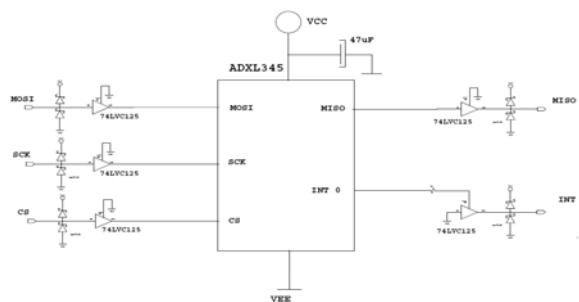 VCC
47uF
ADXL345
MOSI
MOSI
MISO
MISO
74LVC125
74LVC125
SCK
SCK
74LVC125
INT 0
INT
CS
CS
74LVC125
74LVC125
VEE